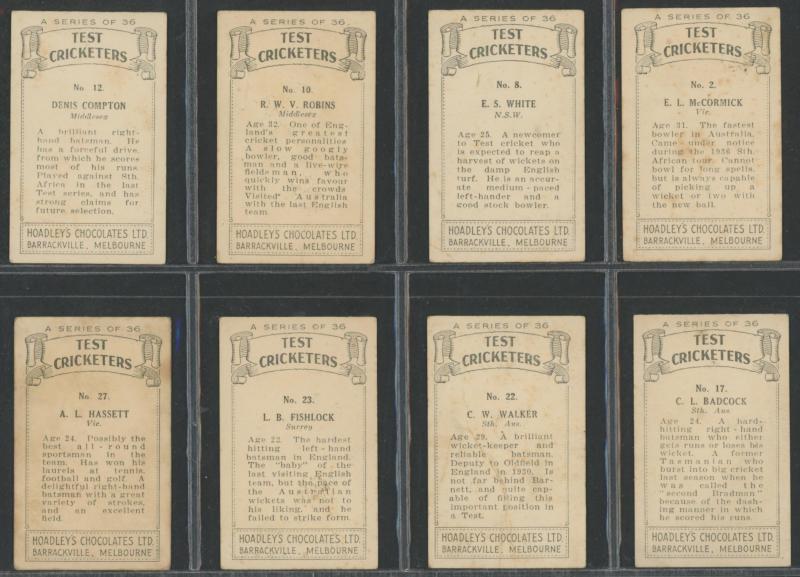 A SERIES OF 36
TEST
CRICKETERS
No. 12.
DENIS COMPTON
Middlesex
A brilliant right-
hand batsman. He
has a forceful drive,
from which he scores
most of his runs.
Played against Sth.
Africa in the last
Test series, and has
strong claims for
future selection.
HOADLEY'S CHOCOLATES LTD.
BARRACKVILLE, MELBOURNE
A SERIES OF 36
TEST
CRICKETERS
No. 10.
R. W. V. ROBINS
Middlesex
Age 32. One of Eng-
land's greatest
cricket personalities
A slow googly
bowler, good bats-
man and a live-wire
fieldsman, who
quickly wins favour
with the crowds
Visited Australia
with the last English
team
HOADLEY'S CHOCOLATES LTD.
BARRACKVILLE, MELBOURNE
A SERIES OF 36
TEST
CRICKETERS
No. 8.
E. S. WHITE
N.S.W.
Age 25. A newcomer
to Test cricket who
is expected to reap a
harvest of wickets on
the damp English
turf. He is an acc-
urate medium-paced
left-hander and a
good stock bowler.
HOADLEY'S CHOCOLATES LTD.
BARRACKVILLE, MELBOURNE
A SERIES OF 36
TEST
CRICKETERS
No. 2.
E. L. McCORMICK
Vic.
Age 31. The fastest
bowler in Australia.
Came under notice
during the 1936 Sth.
African tour. Cannot
bowl for long spells,
but is always capable
of picking up a
wicket or two with
the new ball.
HOADLEY'S CHOCOLATES LTD.
BARRACKVILLE, MELBOURNE
A SERIES OF 36
TEST
CRICKETERS
No. 27.
A. L. HASSETT
Vic.
Age 24. Possibly the
best all-round
sportsman in the
team. Has won his
laurels at tennis,
football and golf. A
delightful right-hand
batsman with a great
variety of strokes,
and an excellent
field.
HOADLEY'S CHOCOLATES LTD.
BARRACKVILLE, MELBOURNE
A SERIES OF 36
TEST
CRICKETERS
No. 23.
L. B. FISHLOCK
Surrey
Age 22. The hardest
hitting left-hand
batsman in England.
The "baby" of the
last visiting English
team, but the pace of
the Australian
wickets was not to
his liking, and he
failed to strike form.
HOADLEY'S CHOCOLATES LTD.
BARRACKVILLE, MELBOURNE
A SERIES OF 36
TEST
CRICKETERS
No. 22.
C. W. WALKER
Sth. Aus.
Age 29. A brilliant
wicket-keeper and
reliable batsman.
Deputy to Oldfield in
England in 1930. Is
not far behind Bar-
nett, and quite cap-
able of filling this
important position in
a Test.
HOADLEY'S CHOCOLATES LTD.
BARRACKVILLE, MELBOURNE
A SERIES OF 36
TEST
CRICKETERS
No. 17.
C. L. BADCOCK
Sth. Aus.
Age 24. A hard-
hitting right-hand
batsman who either
gets runs or loses his
wicket. A former
Tasmanian who
burst into big cricket
last season when he
was called the
"second Bradman"
because of the dash-
ing manner in which
he scored his runs.
HOADLEY'S CHOCOLATES LTD.
BARRACKVILLE, MELBOURNE